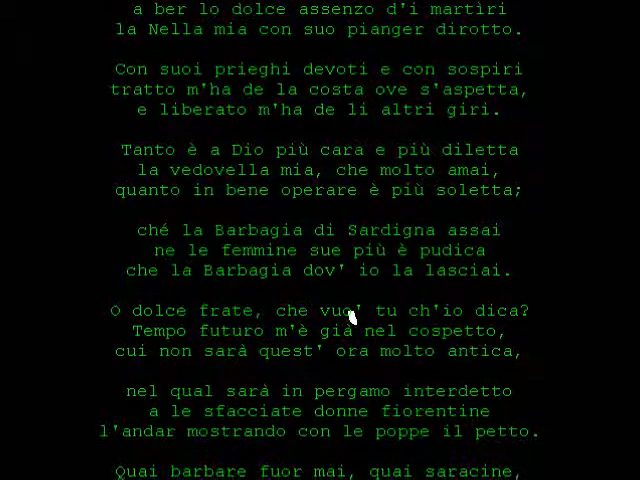 a ber lo dolce assenzo d'i martìri
la Nella mia con suo pianger dirotto.
Con suoi prieghi devoti e con sospiri
tratto m'ha de la costa ove s'aspetta,
e liberato m'ha de li altri giri.
Tanto è a Dio più cara e più diletta
la vedovella mia, che molto amai,
quanto in bene operare è più soletta;
ché la Barbagia di Sardigna assai
ne le femmine sue più è pudica
che la Barbagia dov' io la lasciai.
O dolce frate, che vuo' tu ch'io dica?
Tempo futuro m'è già nel cospetto,
cui non sarà quest' ora molto antica,
nel qual sarà in pergamo interdetto
a le sfacciate donne fiorentine
l'andar mostrando con le poppe il petto.
Quai barbare fuor mai, quai saracine,